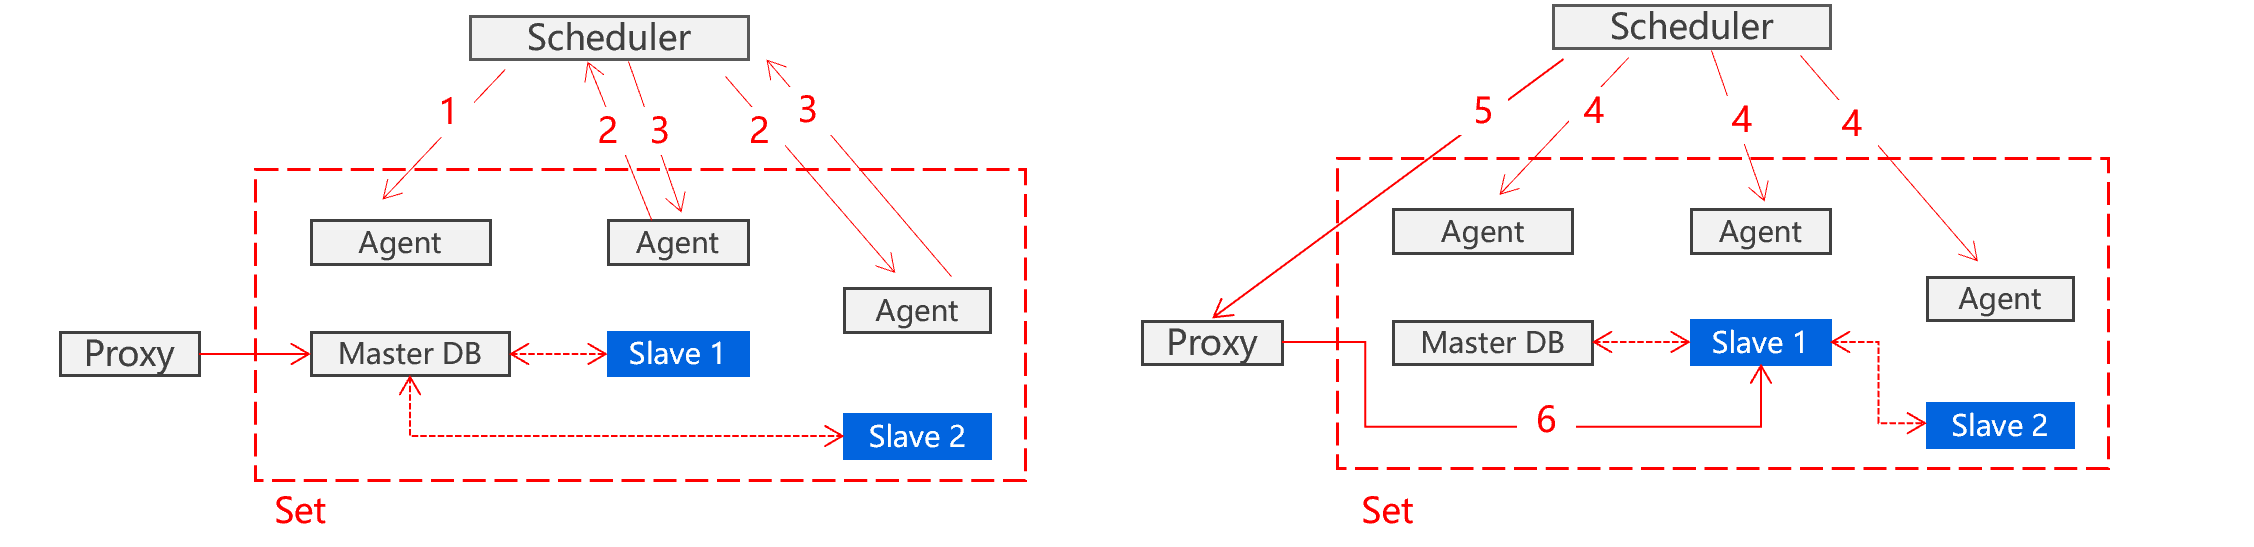 Scheduler
1
2
3
2
3
Agent
Agent
Agent
Proxy
Master DB
Slave 1
Slave 2
Set
Scheduler
5
4
4
4
Agent
Agent
Agent
Proxy
Master DB
Slave 1
6
Slave 2
Set